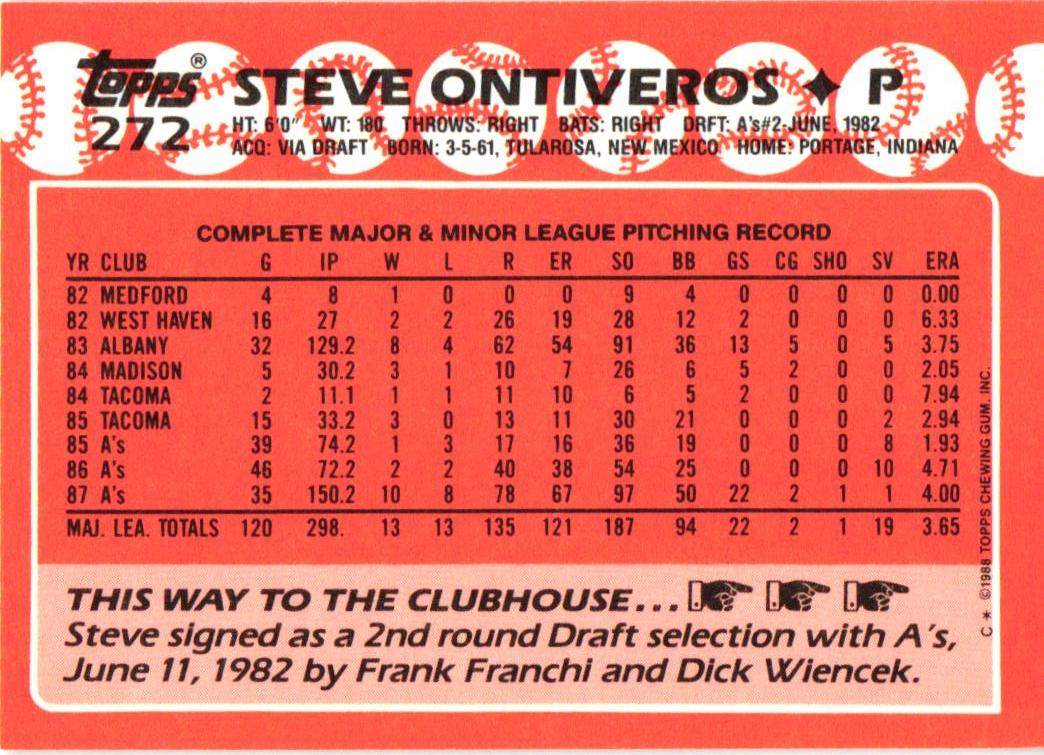 topps® STEVE ONTIVEROS ♦ P
272 HT: 6'0" WT: 180 THROWS: RIGHT BATS: RIGHT DRFT: A's#2-JUNE, 1982
ACQ: VIA DRAFT BORN: 3-5-61, TULAROSA, NEW MEXICO HOME: PORTAGE, INDIANA
COMPLETE MAJOR & MINOR LEAGUE PITCHING RECORD
YR CLUB G IP W L R ER SO BB GS CG SHO SV ERA
82 MEDFORD 4 8 1 0 0 0 9 4 0 0 0 0 0.00
82 WEST HAVEN 16 27 2 2 26 19 28 12 2 0 0 0 6.33
83 ALBANY 32 129.2 8 4 62 54 91 36 13 5 0 5 3.75
84 MADISON 5 30.2 3 1 10 7 26 6 5 2 0 0 2.05
84 TACOMA 2 11.1 1 1 11 10 6 5 2 0 0 0 7.94
85 TACOMA 15 33.2 3 0 13 11 30 21 0 0 0 2 2.94
85 A's 39 74.2 1 3 17 16 36 19 0 0 0 8 1.93
86 A's 46 72.2 2 2 40 38 54 25 0 0 0 10 4.71
87 A's 35 150.2 10 8 78 67 97 50 22 2 1 1 4.00
MAJ. LEA. TOTALS 120 298. 13 13 135 121 187 94 22 2 1 19 3.65
THIS WAY TO THE CLUBHOUSE...
Steve signed as a 2nd round Draft selection with A's,
June 11, 1982 by Frank Franchi and Dick Wiencek.
C * ©1988 TOPPS CHEWING GUM, INC.